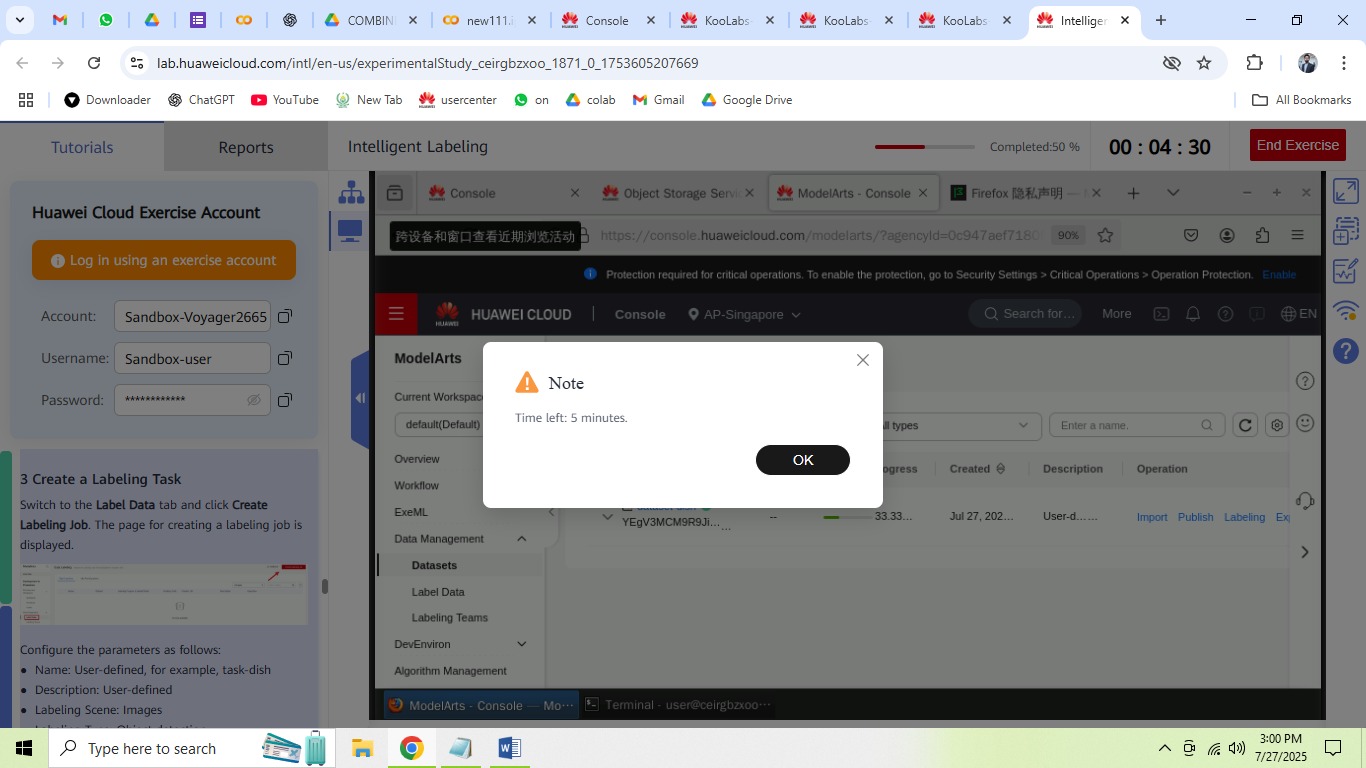 COMBIN
new111.i
Console
KooLabs
KooLabs
KooLabs
Intelliger
lab.huaweicloud.com/intl/en-us/experimentalStudy_ceirgbzxoo_1871_0_1753605207669
Downloader
ChatGPT
YouTube
New Tab
usercenter
on
colab
Gmail
Google Drive
All Bookmarks
Tutorials
Reports
Intelligent Labeling
Completed:50 %
00 : 04 : 30
End Exercise
Huawei Cloud Exercise Account
Log in using an exercise account
Account:
Sandbox-Voyager2665
Username:
Sandbox-user
Password:
************
3 Create a Labeling Task
Switch to the Label Data tab and click Create
Labeling Job. The page for creating a labeling job is
displayed.
Configure the parameters as follows:
● Name: User-defined, for example, task-dish
● Description: User-defined
● Labeling Scene: Images
Console
Object Storage Servi
ModelArts - Console
Firefox 隐私声明 —
跨设备和窗口查看近期浏览活动
https://console.huaweicloud.com/modelarts/?agencyId=0c947aef7180
90%
Protection required for critical operations. To enable the protection, go to Security Settings > Critical Operations > Operation Protection.
Enable
HUAWEI
HUAWEI CLOUD
Console
AP-Singapore
Search for...
More
EN
ModelArts
Current Workspac
default(Default)
Overview
Workflow
ExeML
Data Management
Datasets
Label Data
Labeling Teams
DevEnviron
Algorithm Management
ll types
Enter a name.
ogress
Created
Description
Operation
YEgV3MCM9R9Ji...
...
--
33.33...
Jul 27, 202...
User-d... ...
Import
Publish
Labeling
Exp
Note
Time left: 5 minutes.
OK
ModelArts - Console — Mo···
Terminal - user@ceirgbzxoo···
Type here to search
3:00 PM
7/27/2025